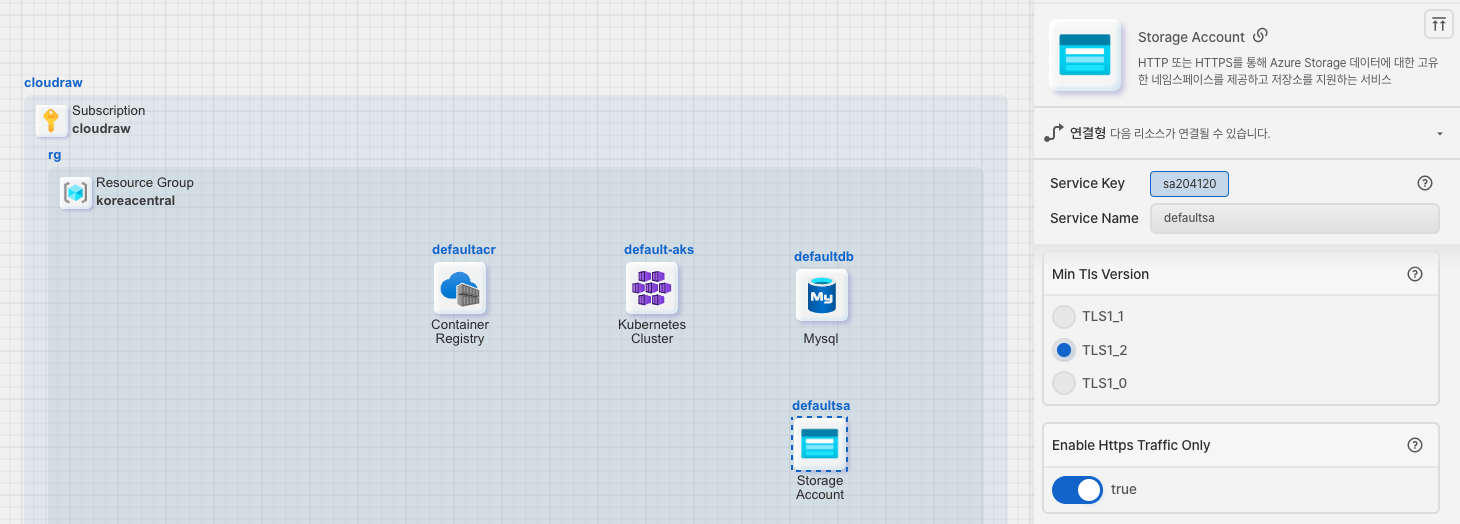 cloudraw
Subscription
cloudraw
rg
Resource Group
koreacentral
defaultacr
Container
Registry
default-aks
Kubernetes
Cluster
defaultdb
My
Mysql
defaultsa
Storage
Account
Storage Account
HTTP 또는 HTTPS를 통해 Azure Storage 데이터에 대한 고유
한 네임스페이스를 제공하고 저장소를 지원하는 서비스
연결형 다음 리소스가 연결될 수 있습니다.
Service Key sa204120
Service Name defaultsa
Min Tls Version
TLS1_1
TLS1_2
TLS1_0
Enable Https Traffic Only
true